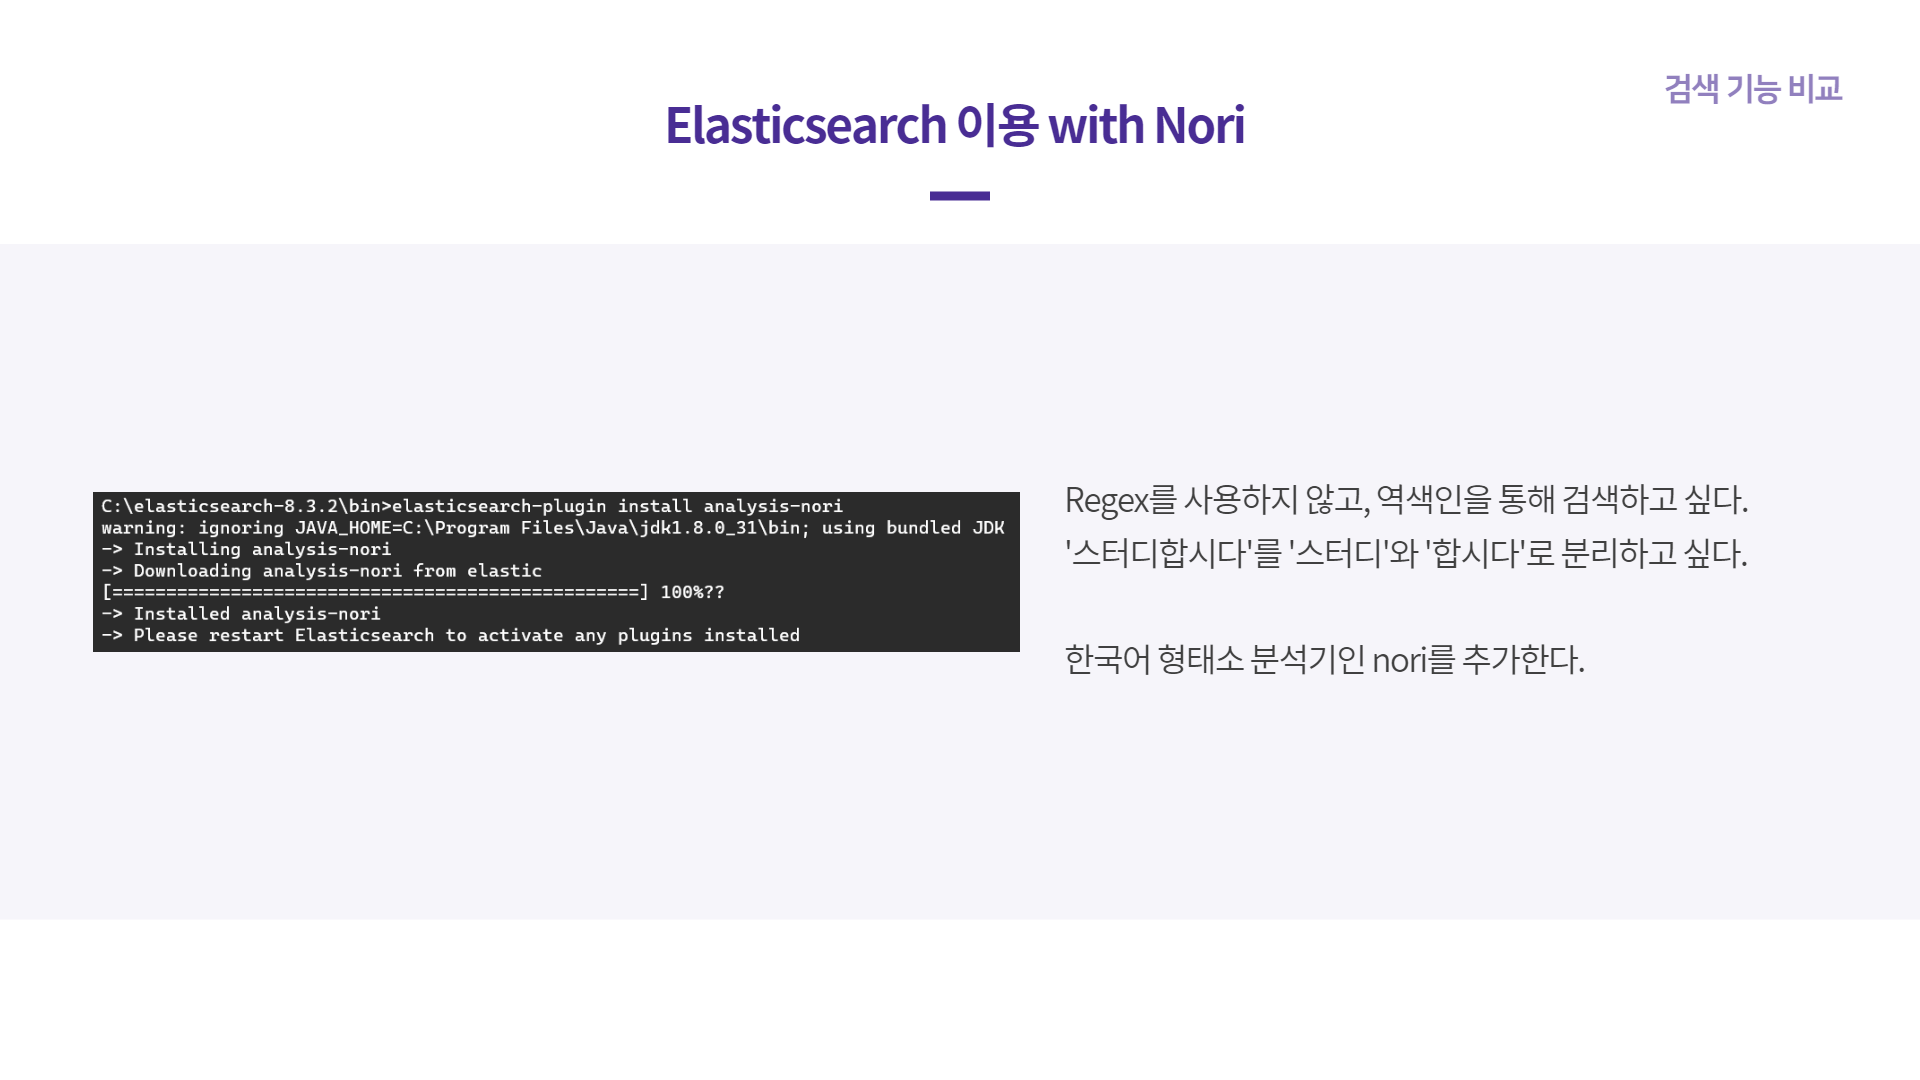 검색 기능 비교
Elasticsearch 이용 with Nori
C:\elasticsearch-8.3.2\bin>elasticsearch-plugin install analysis-nori
warning: ignoring JAVA_HOME=C:\Program Files\Java\jdk1.8.0_31\bin; using bundled JDK
-> Installing analysis-nori
-> Downloading analysis-nori from elastic
[=================================================] 100%??
-> Installed analysis-nori
-> Please restart Elasticsearch to activate any plugins installed
Regex를 사용하지 않고, 역색인을 통해 검색하고 싶다.
'스터디합시다'를 '스터디'와 '합시다'로 분리하고 싶다.
한국어 형태소 분석기인 nori를 추가한다.